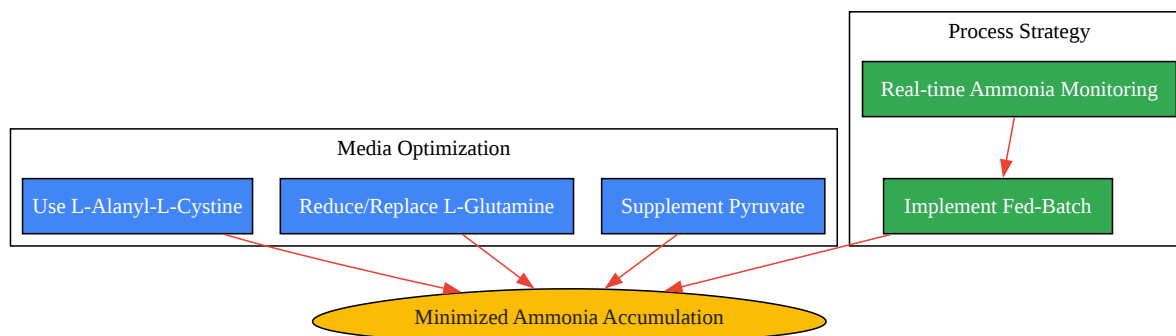 Process Strategy
Real-time Ammonia Monitoring
Media Optimization
Use L-Alanyl-L-Cystine
Reduce/Replace L-Glutamine
Supplement Pyruvate
Implement Fed-Batch
Minimized Ammonia Accumulation